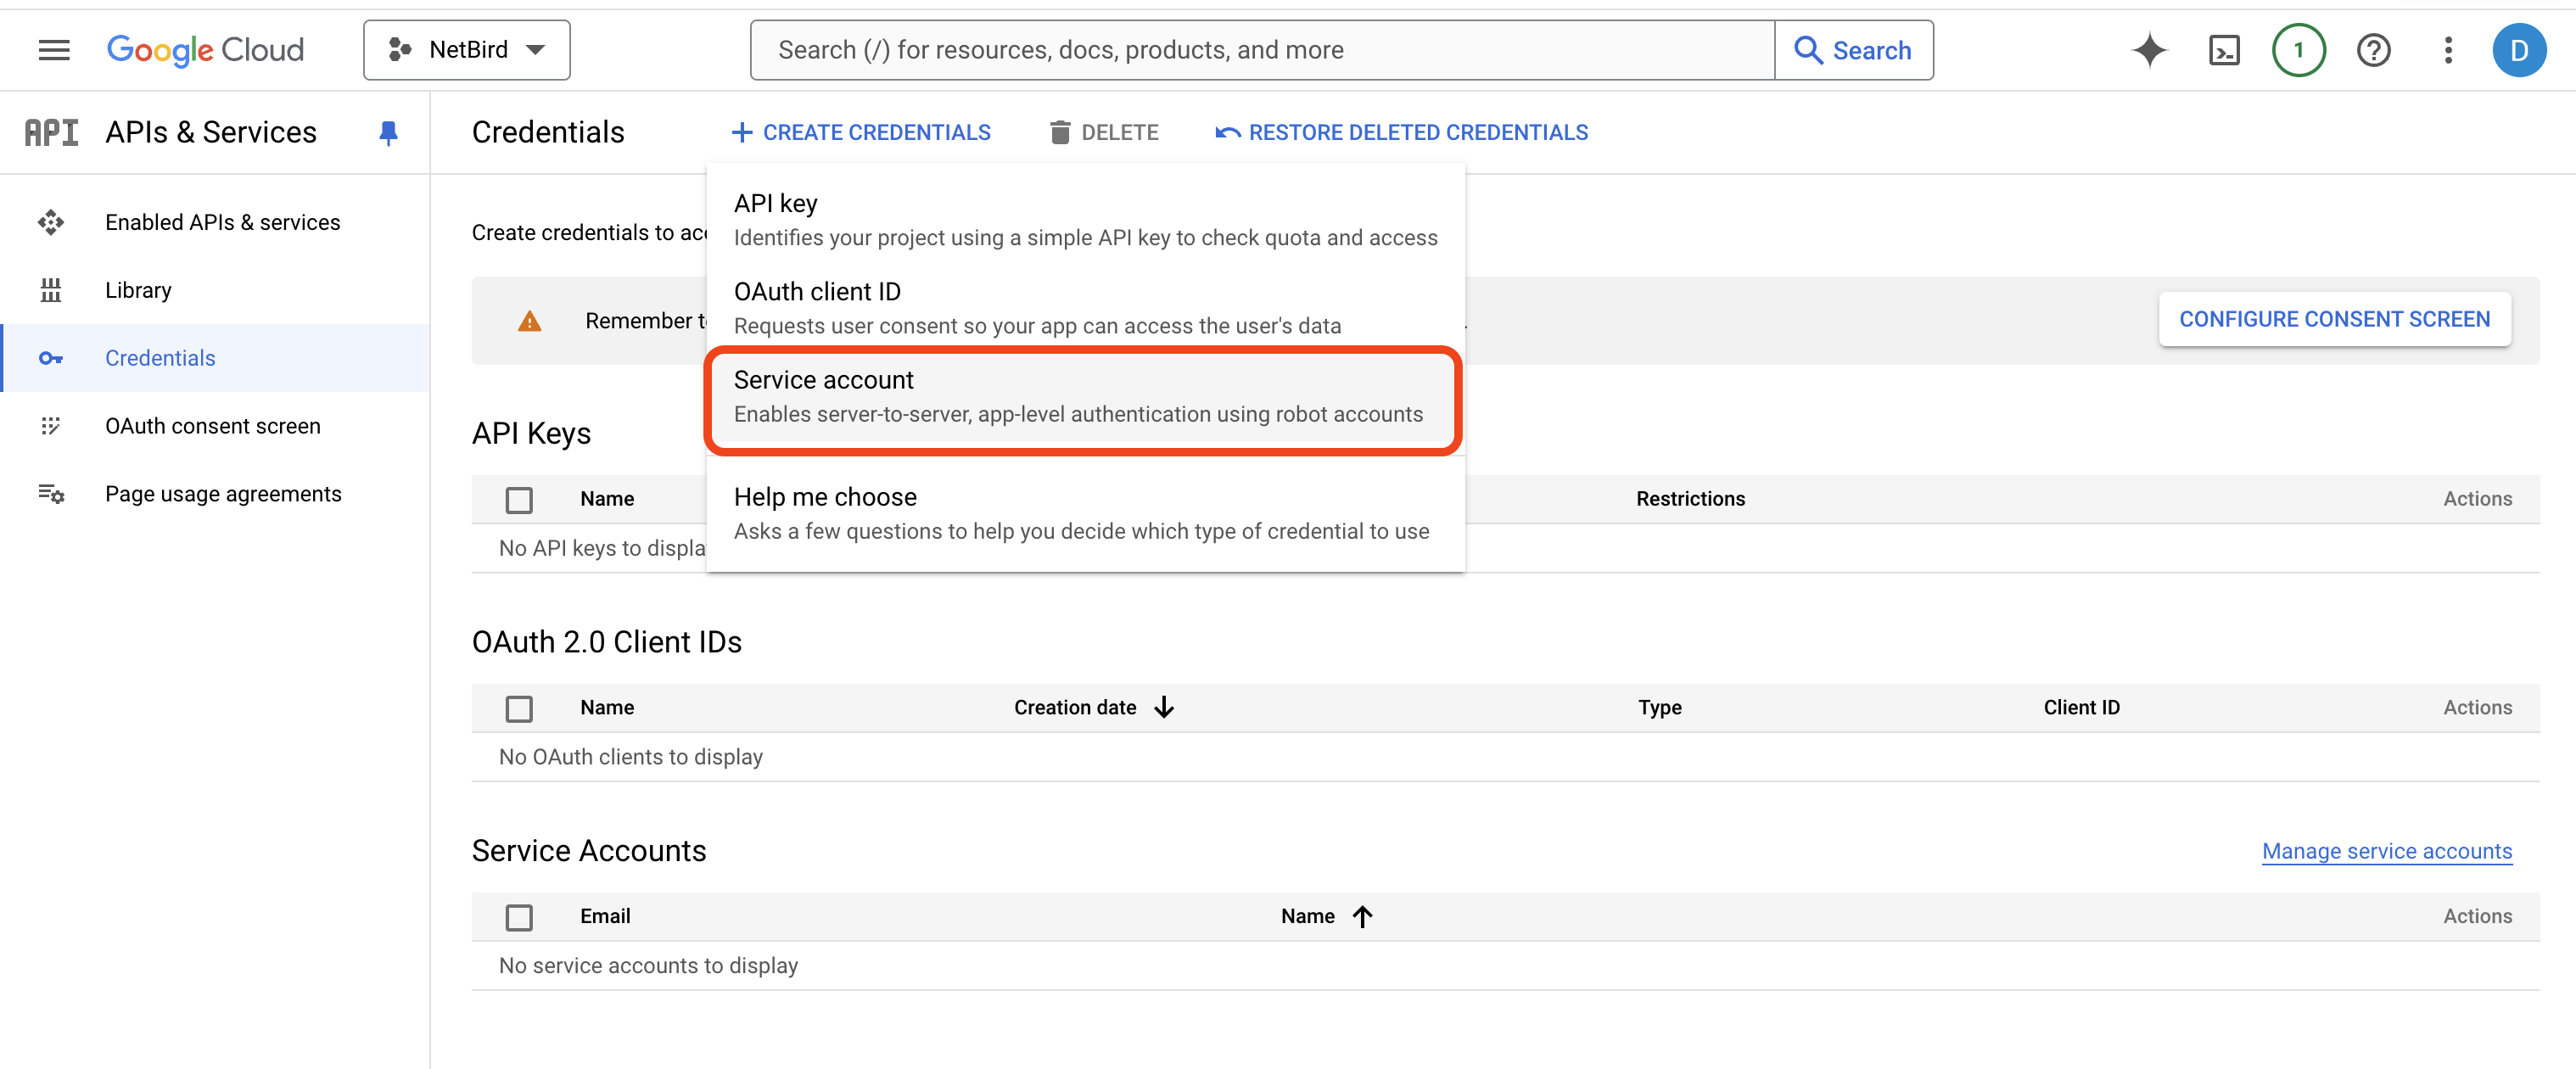 Google Cloud
NetBird
Search (/) for resources, docs, products, and more
Search
1
D
API
APIs & Services
Credentials
CREATE CREDENTIALS
DELETE
RESTORE DELETED CREDENTIALS
Enabled APIs & services
Library
Credentials
OAuth consent screen
Page usage agreements
Create credentials to
API key
Identifies your project using a simple API key to check quota and access
OAuth client ID
Requests user consent so your app can access the user's data
Service account
Enables server-to-server, app-level authentication using robot accounts
Help me choose
Asks a few questions to help you decide which type of credential to use
Remember
CONFIGURE CONSENT SCREEN
API Keys
Name
Restrictions
Actions
No API keys to
OAuth 2.0 Client IDs
Name
Creation date
Type
Client ID
Actions
No OAuth clients to display
Service Accounts
Manage service accounts
Email
Name
Actions
No service accounts to display